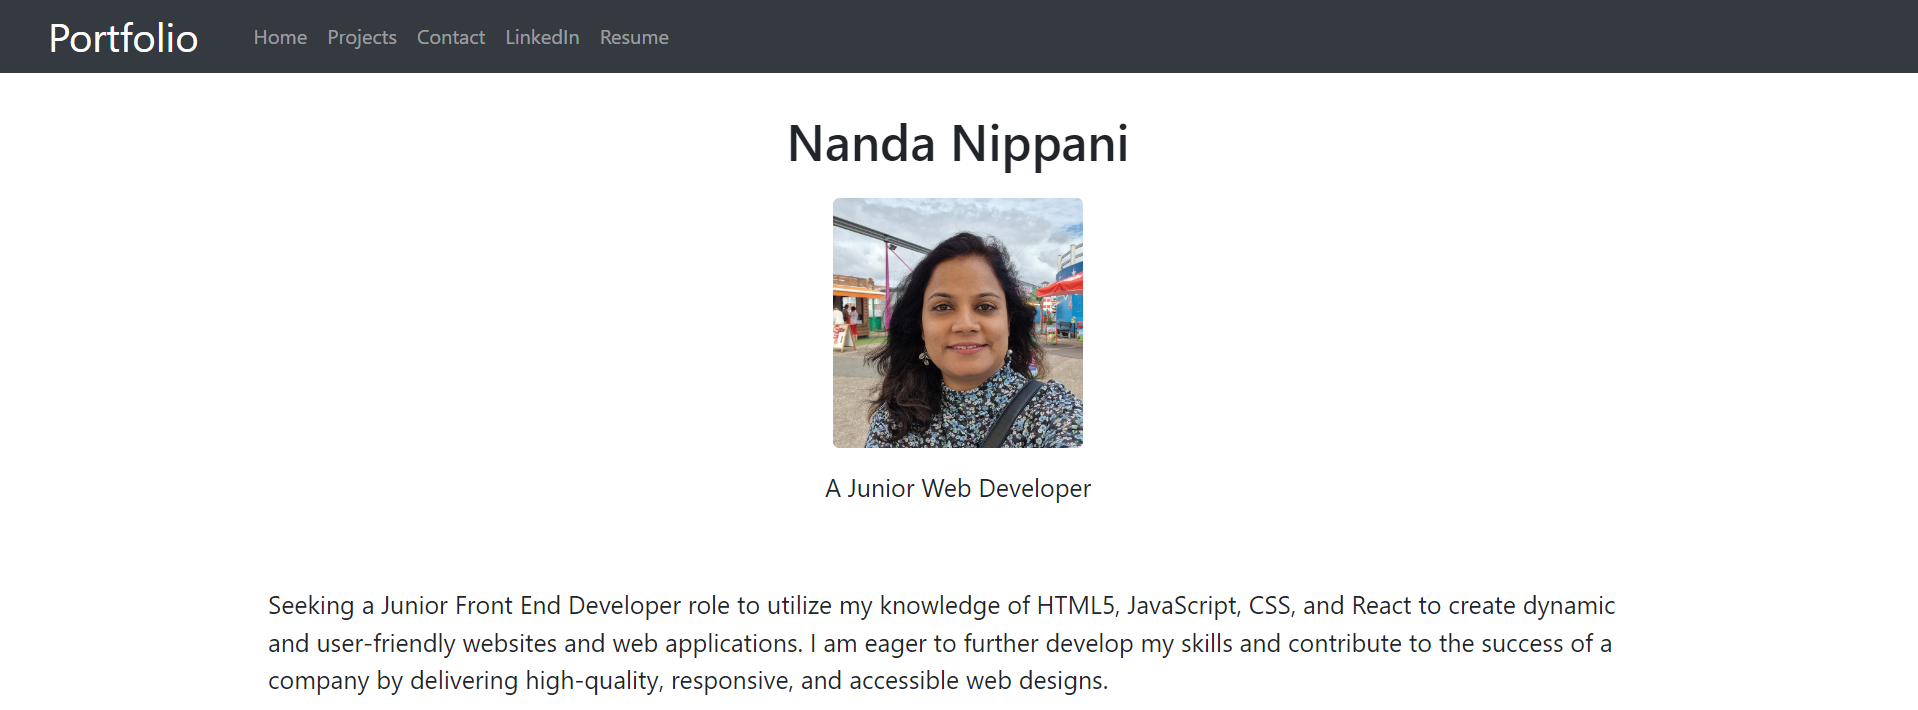 Portfolio Home Projects Contact LinkedIn Resume
Nanda Nippani
A Junior Web Developer
Seeking a Junior Front End Developer role to utilize my knowledge of HTML5, JavaScript, CSS, and React to create dynamic
and user-friendly websites and web applications. I am eager to further develop my skills and contribute to the success of a
company by delivering high-quality, responsive, and accessible web designs.